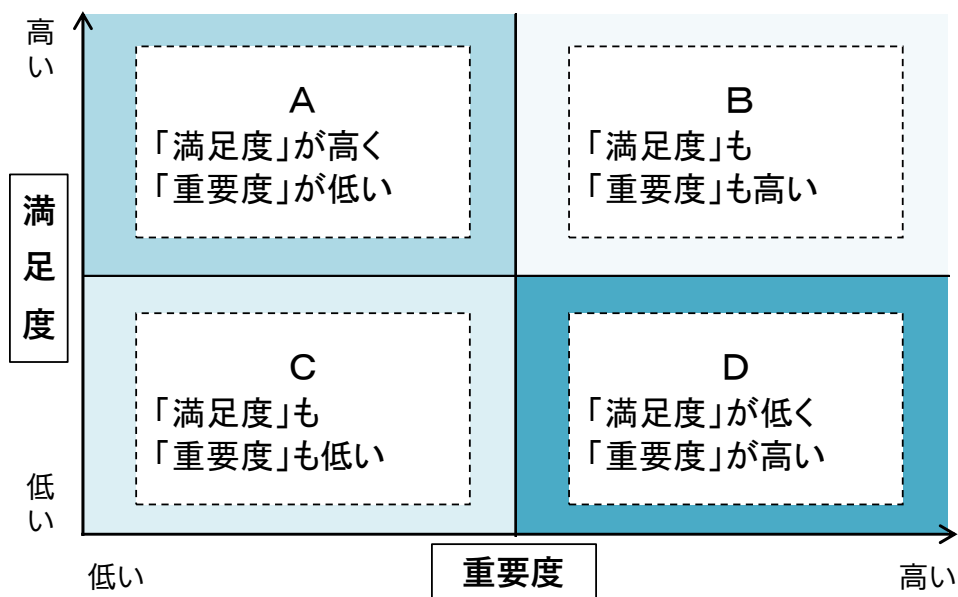 高い
A
「満足度」が高く
「重要度」が低い
B
「満足度」も
「重要度」も高い
満足度
C
「満足度」も
「重要度」も低い
D
「満足度」が低く
「重要度」が高い
低い
低い
重要度
高い